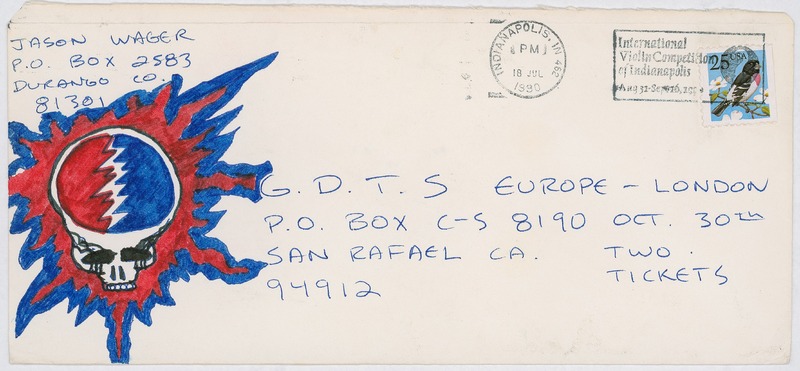 JASON WAGER
P.O. BOX 2583
DURANGO CO.
81301
INDIANAPOLIS, IN 462
PM
18 JUL
1990
International
Violin Competition
of Indianapolis
25 USA
G. D. T. S EUROPE - LONDON
P.O. BOX C-S 8190 OCT. 30th
SAN RAFAEL CA. TWO.
94912 TICKETS